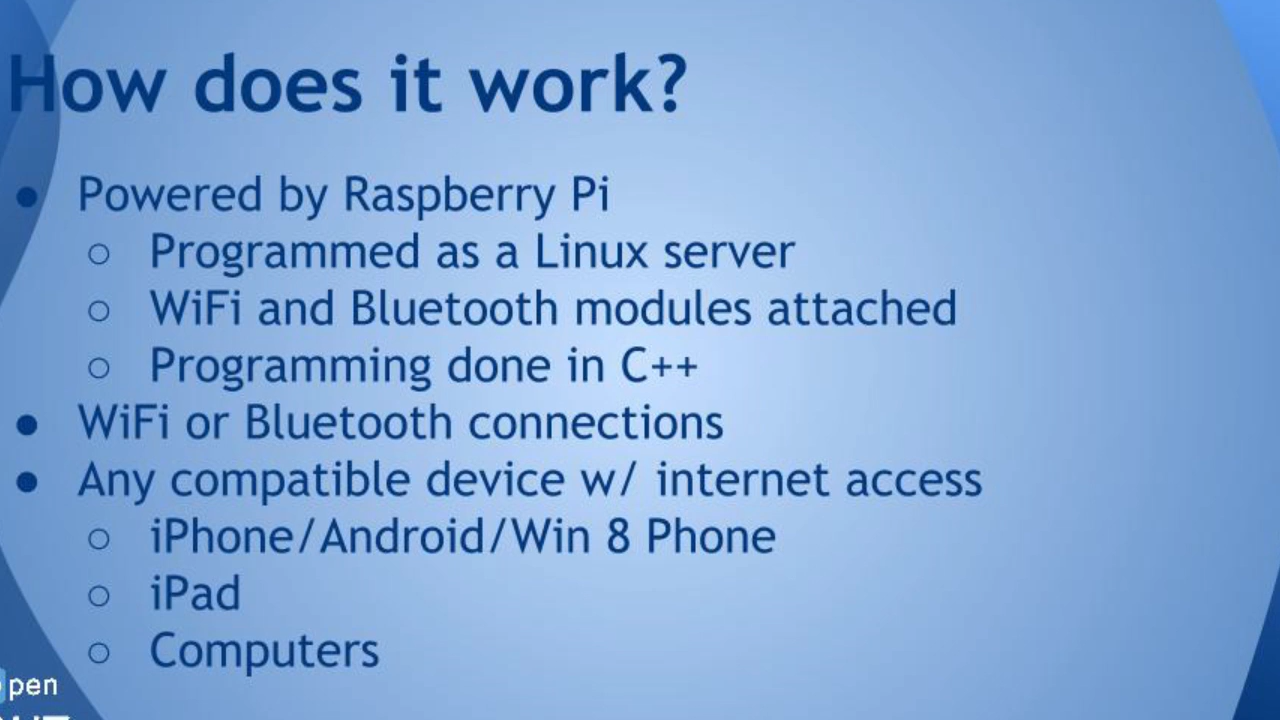 How does it work?
● Powered by Raspberry Pi
○ Programmed as a Linux server
○ WiFi and Bluetooth modules attached
○ Programming done in C++
● WiFi or Bluetooth connections
● Any compatible device w/ internet access
○ iPhone/Android/Win 8 Phone
○ iPad
○ Computers
pen